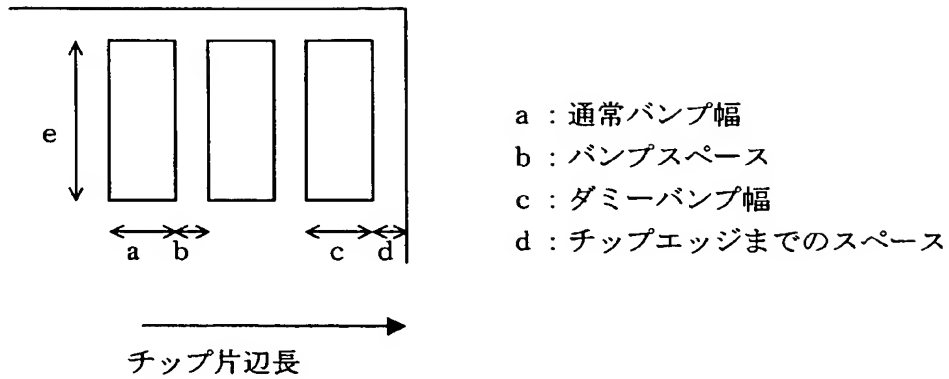 e
a
b
c
d
a ：通常バンプ幅
b ：バンプスペース
c ：ダミーバンプ幅
d ：チップエッジまでのスペース
チップ片辺長